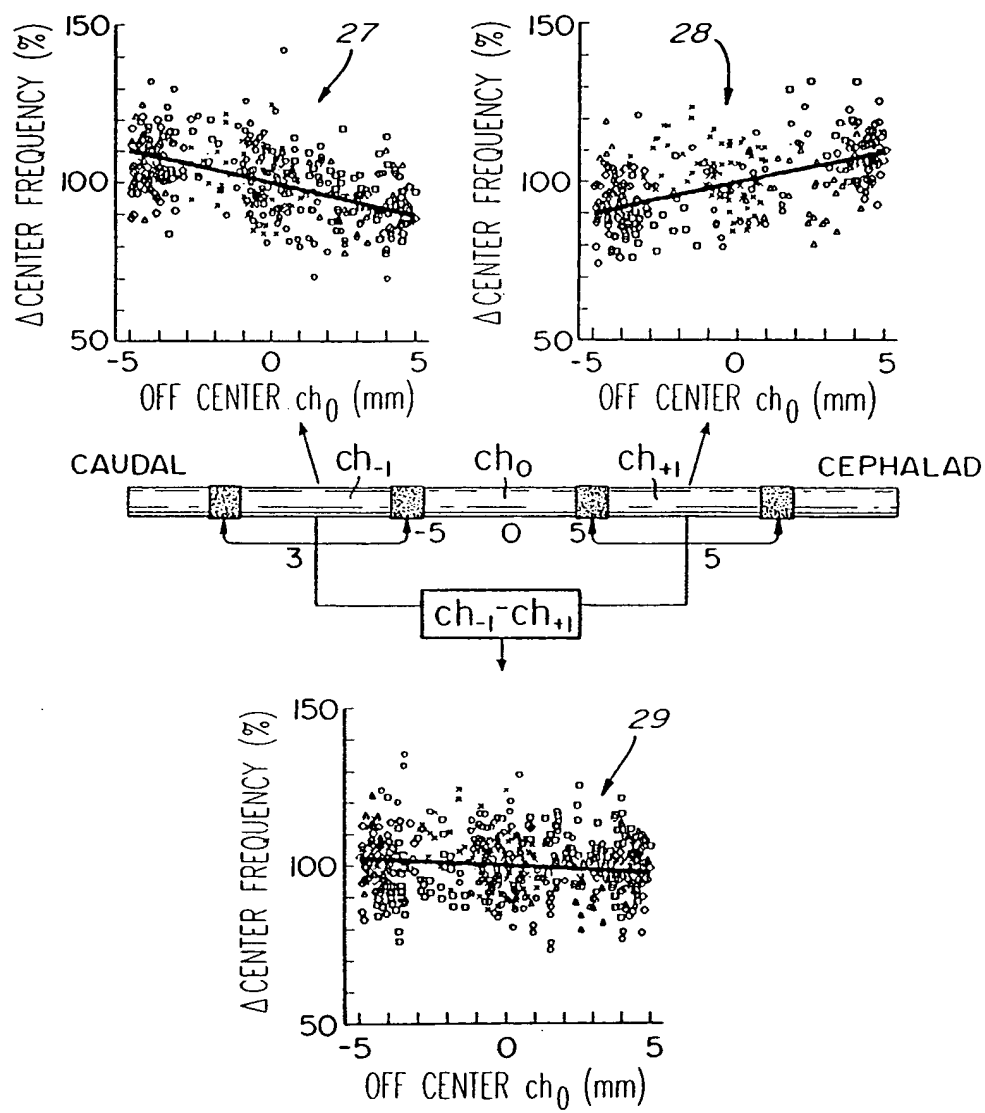 150
27
ΔCENTER FREQUENCY (%)
100
50
-5 0 5
OFF CENTER ch₀ (mm)
150
28
ΔCENTER FREQUENCY (%)
100
50
-5 0 5
OFF CENTER ch₀ (mm)
CAUDAL ch₋₁ ch₀ ch₊₁ CEPHALAD
-5 0 5
3 5
ch₋₁-ch₊₁
150
29
ΔCENTER FREQUENCY (%)
100
50
-5 0 5
OFF CENTER ch₀ (mm)